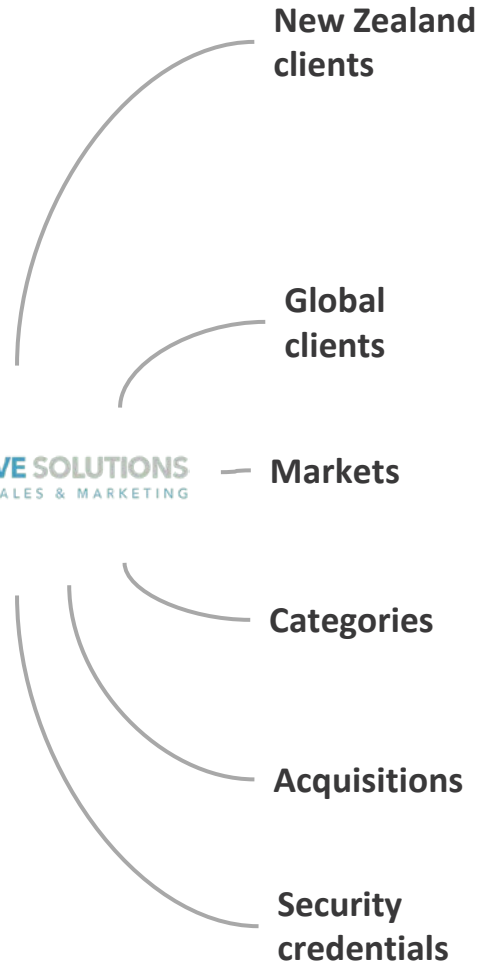 New Zealand
clients
Global
clients
VE SOLUTIONS
ALES & MARKETING
Markets
Categories
Acquisitions
Security
credentials